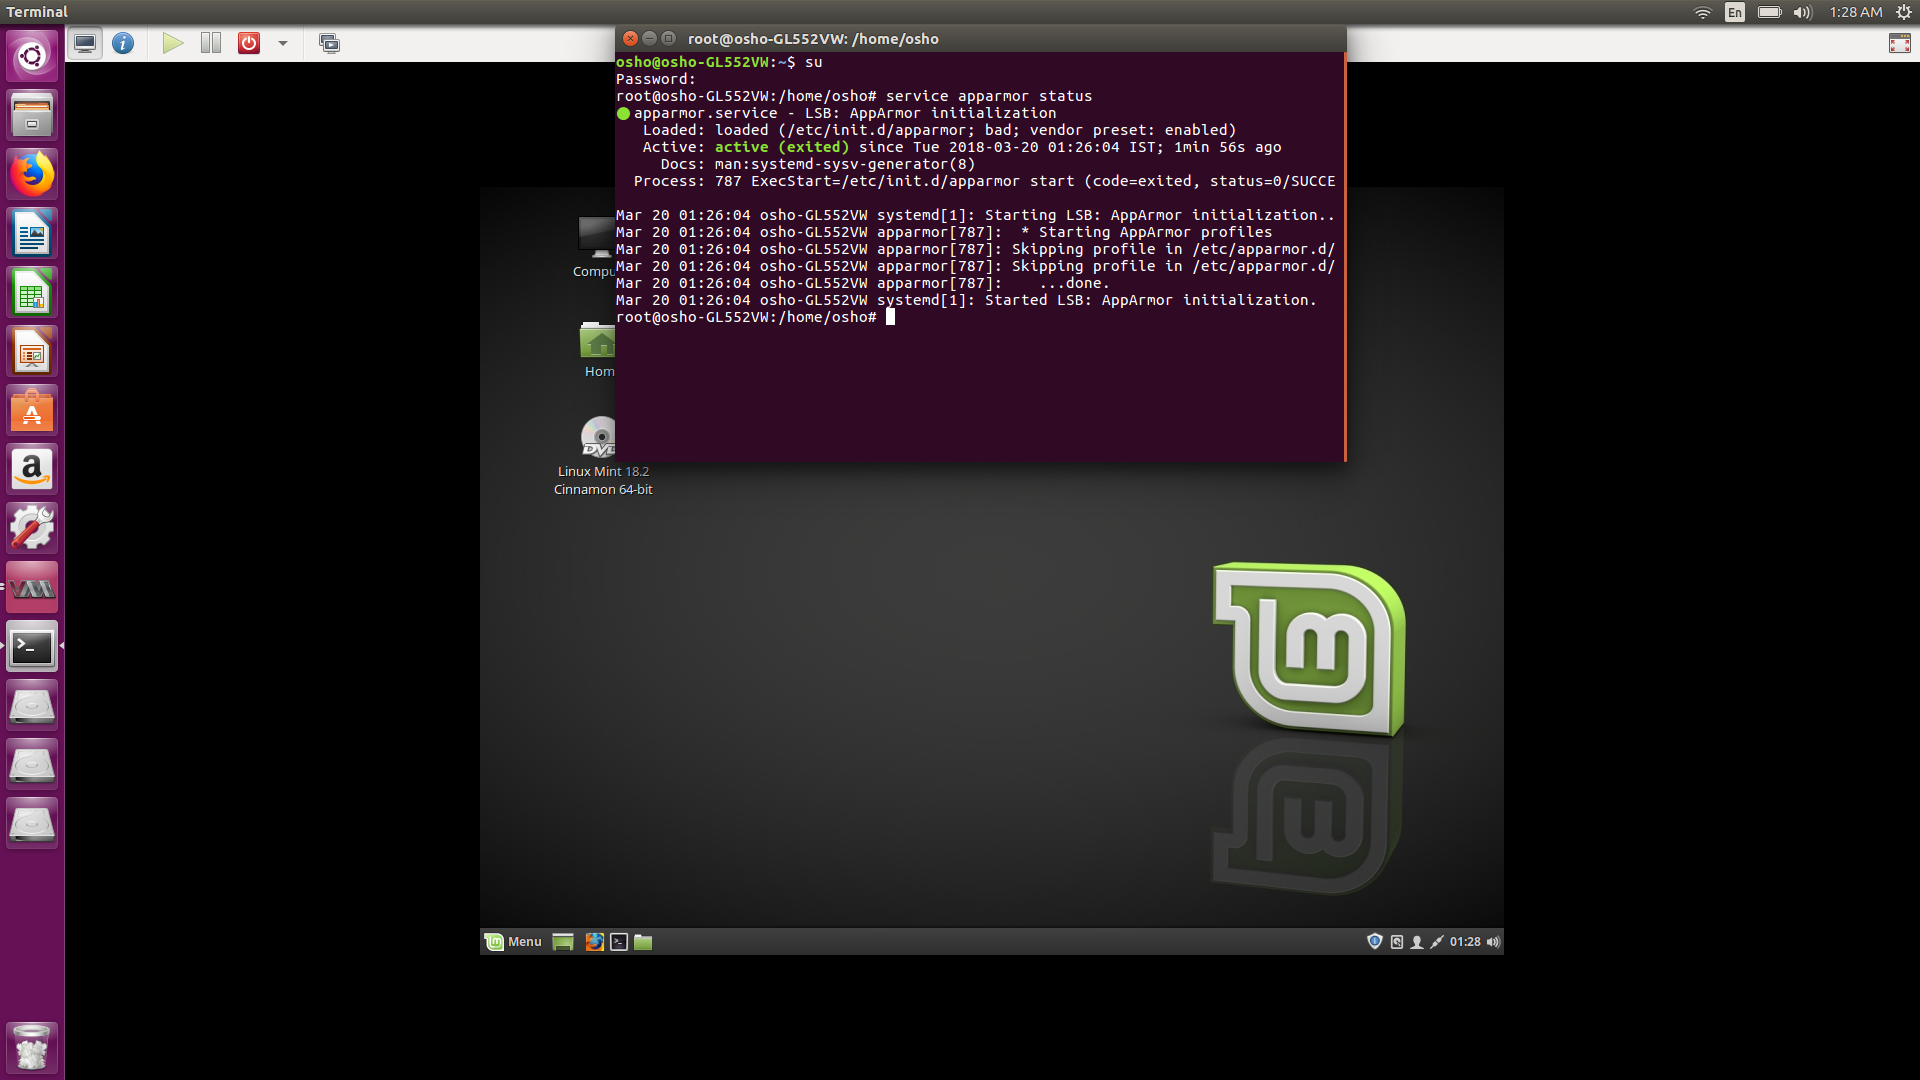 Terminal
En
1:28 AM
root@osho-GL552VW: /home/osho
osho@osho-GL552VW:~$ su
Password:
root@osho-GL552VW:/home/osho# service apparmor status
apparmor.service - LSB: AppArmor initialization
Loaded: loaded (/etc/init.d/apparmor; bad; vendor preset: enabled)
Active: active (exited) since Tue 2018-03-20 01:26:04 IST; 1min 56s ago
Docs: man:systemd-sysv-generator(8)
Process: 787 ExecStart=/etc/init.d/apparmor start (code=exited, status=0/SUCCE
Mar 20 01:26:04 osho-GL552VW systemd[1]: Starting LSB: AppArmor initialization..
Mar 20 01:26:04 osho-GL552VW apparmor[787]:  * Starting AppArmor profiles
Mar 20 01:26:04 osho-GL552VW apparmor[787]: Skipping profile in /etc/apparmor.d/
Mar 20 01:26:04 osho-GL552VW apparmor[787]: Skipping profile in /etc/apparmor.d/
Mar 20 01:26:04 osho-GL552VW apparmor[787]:    ...done.
Mar 20 01:26:04 osho-GL552VW systemd[1]: Started LSB: AppArmor initialization.
root@osho-GL552VW:/home/osho#
Compu
Hom
DVD
Linux Mint 18.2
Cinnamon 64-bit
Menu
01:28